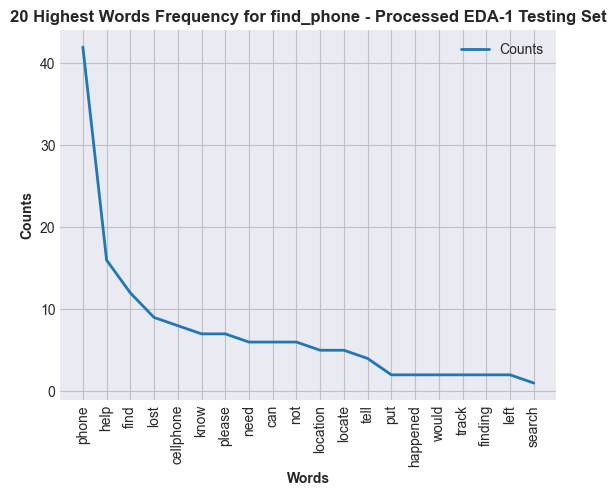 20 Highest Words Frequency for find_phone - Processed EDA-1 Testing Set
Counts
40
30
20
10
0
Counts
phone
help
find
lost
cellphone
know
please
need
can
not
location
locate
tell
put
happened
would
track
finding
left
search
Words